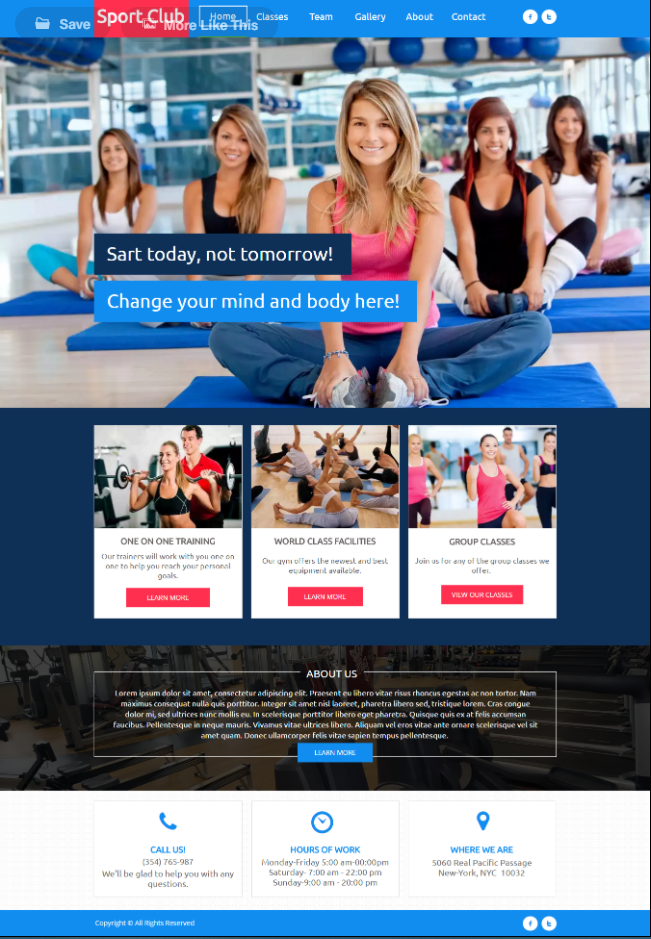 Save
Sport Club
More Like This
Home
Classes
Team
Gallery
About
Contact
Sart today, not tomorrow!
Change your mind and body here!
ONE ON ONE TRAINING
Our trainers will work with you one on
one to help you reach your personal
goals.
LEARN MORE
WORLD CLASS FACILITIES
Our gym offers the newest and best
equipment available.
LEARN MORE
GROUP CLASSES
Join us for any of the group classes we
offer.
VIEW OUR CLASSES
ABOUT US
Lorem ipsum dolor sit amet, consectetur adipiscing elit. Praesent eu libero vitae risus rhoncus egestas ac non tortor. Nam
maximus consequat nulla quis porttitor. Integer sit amet nisl laoreet, pharetra libero sed, tristique lorem. Cras congue
dolor mi, sed ultrices nunc mollis eu. In scelerisque porttitor libero eget pharetra. Quisque quis ex at felis accumsan
faucibus. Pellentesque in neque mauris. Vivamus vitae ultrices libero. Aliquam vel eros vitae ante ornare scelerisque vel sit
amet quam. Donec ullamcorper felis vitae sapien tempus pellentesque.
LEARN MORE
CALL US!
(354) 765-987
We'll be glad to help you with any
questions.
HOURS OF WORK
Monday-Friday 5:00 am-00:00pm
Saturday- 7:00 am - 22:00 pm
Sunday-9:00 am - 20:00 pm
WHERE WE ARE
5060 Real Pacific Passage
New-York, NYC 10032
Copyright © All Rights Reserved